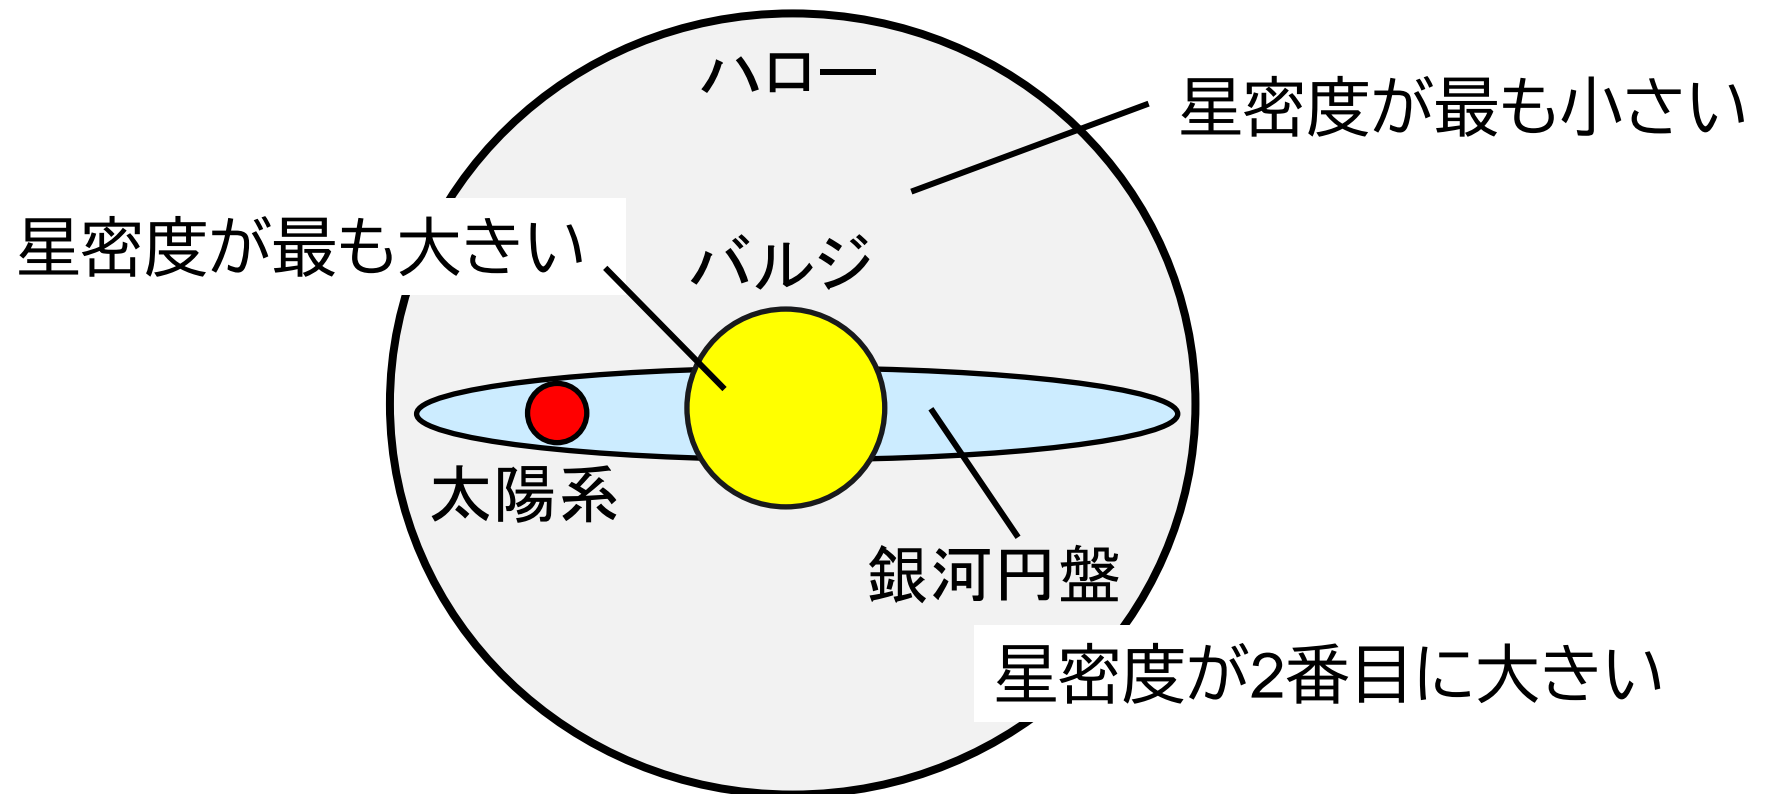 ハロー
星密度が最も小さい
星密度が最も大きい
バルジ
太陽系
銀河円盤
星密度が2番目に大きい